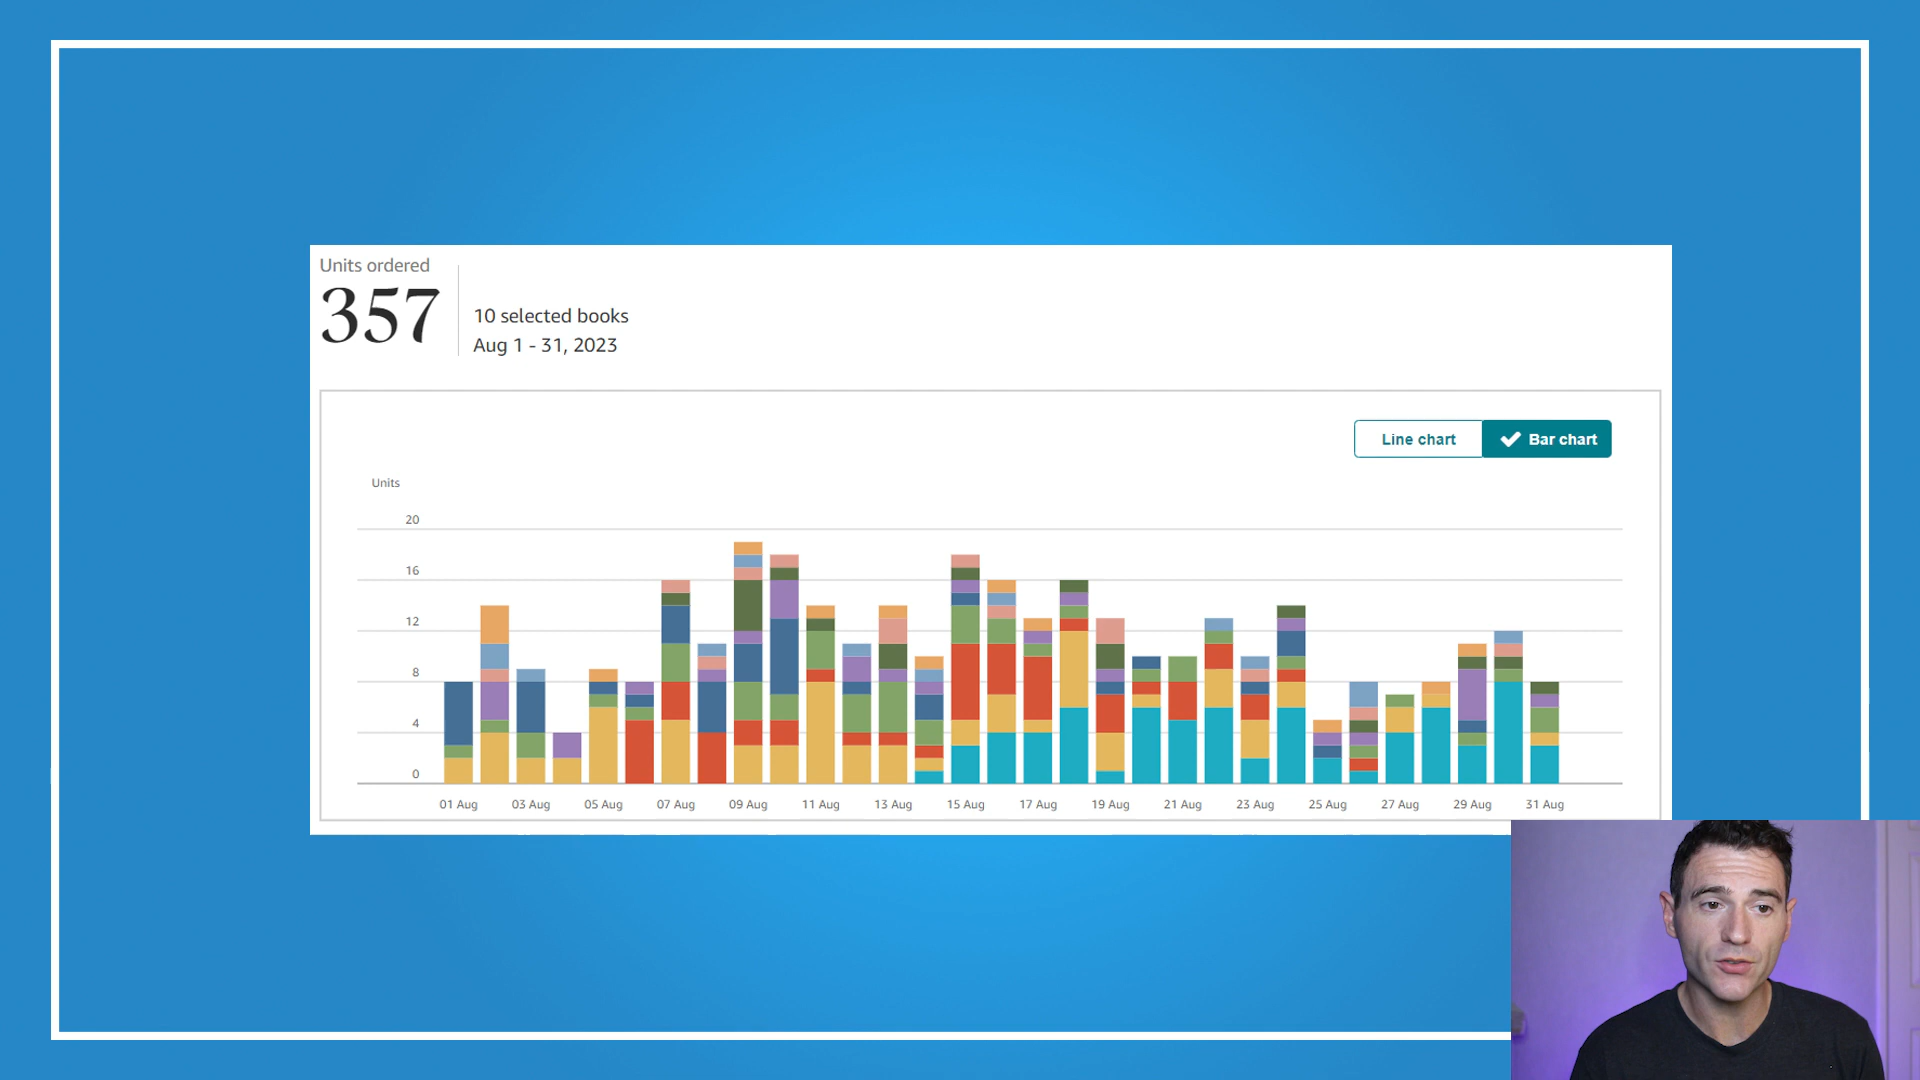 Units ordered
357
10 selected books
Aug 1 - 31, 2023
Line chart
Bar chart
Units
20
16
12
8
4
0
01 Aug 03 Aug 05 Aug 07 Aug 09 Aug 11 Aug 13 Aug 15 Aug 17 Aug 19 Aug 21 Aug 23 Aug 25 Aug 27 Aug 29 Aug 31 Aug